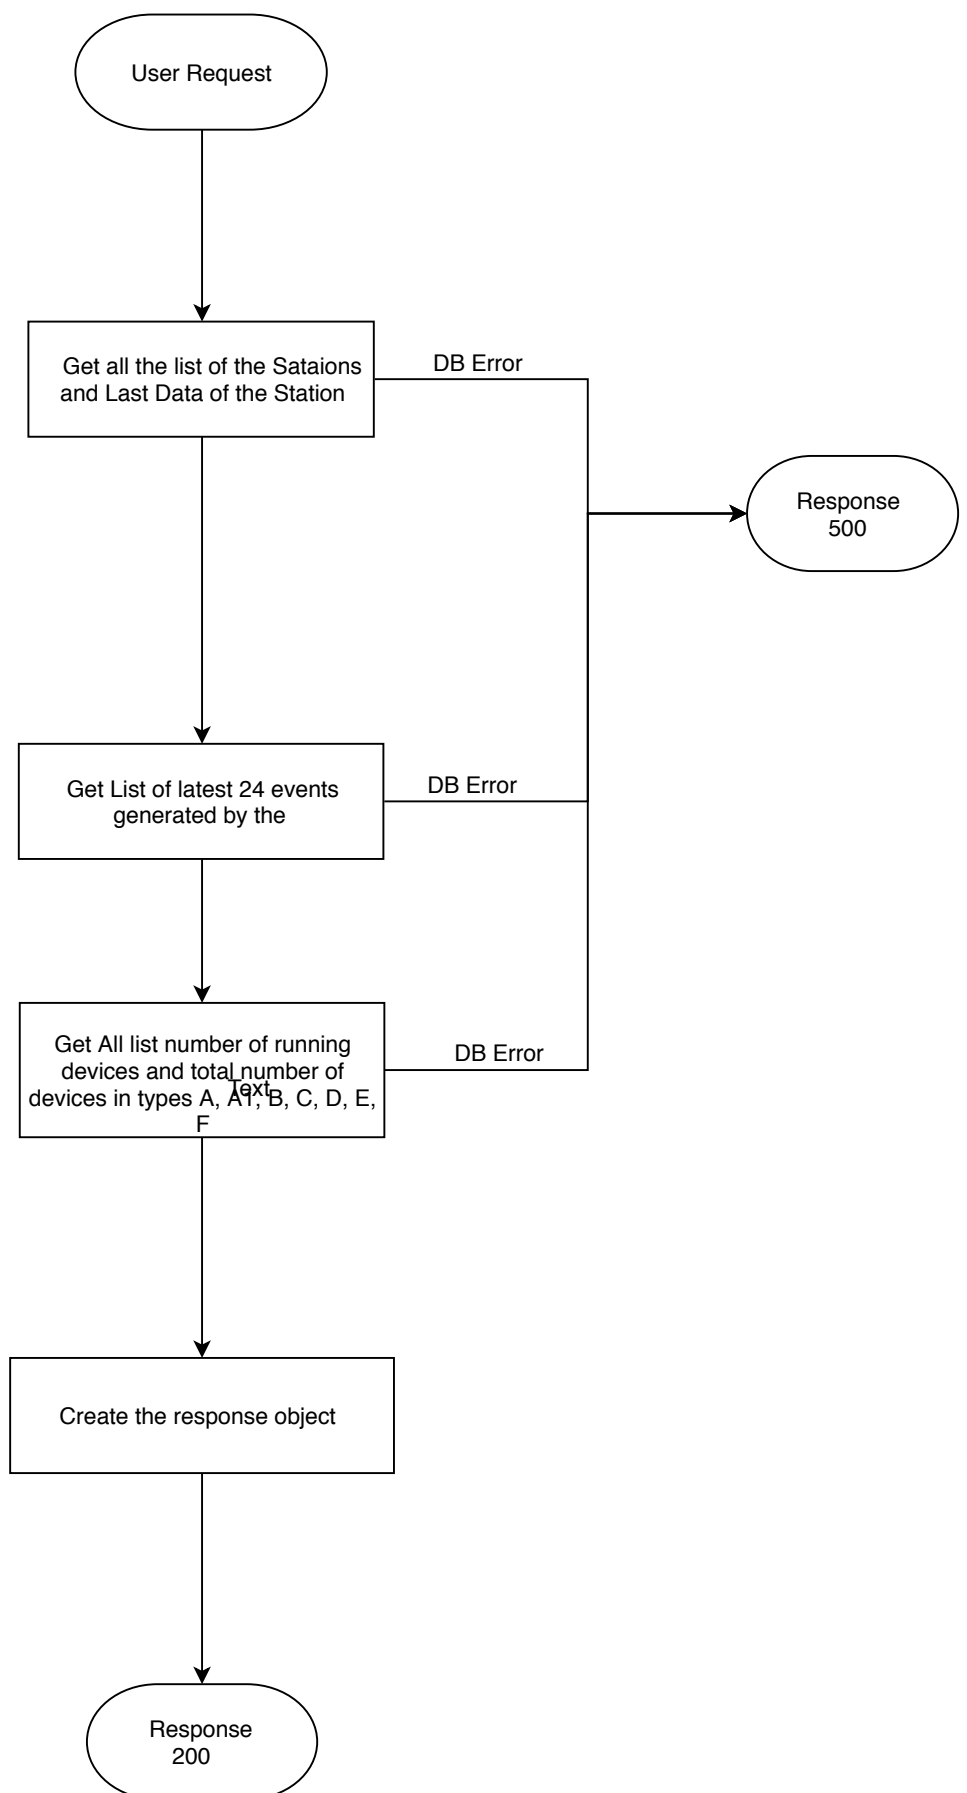 User Request
Get all the list of the Sataions
and Last Data of the Station
DB Error
Response
500
Get List of latest 24 events
generated by the
DB Error
Get All list number of running
devices and total number of
devices in types A, A1, B, C, D, E,
F
Text
DB Error
Create the response object
Response
200